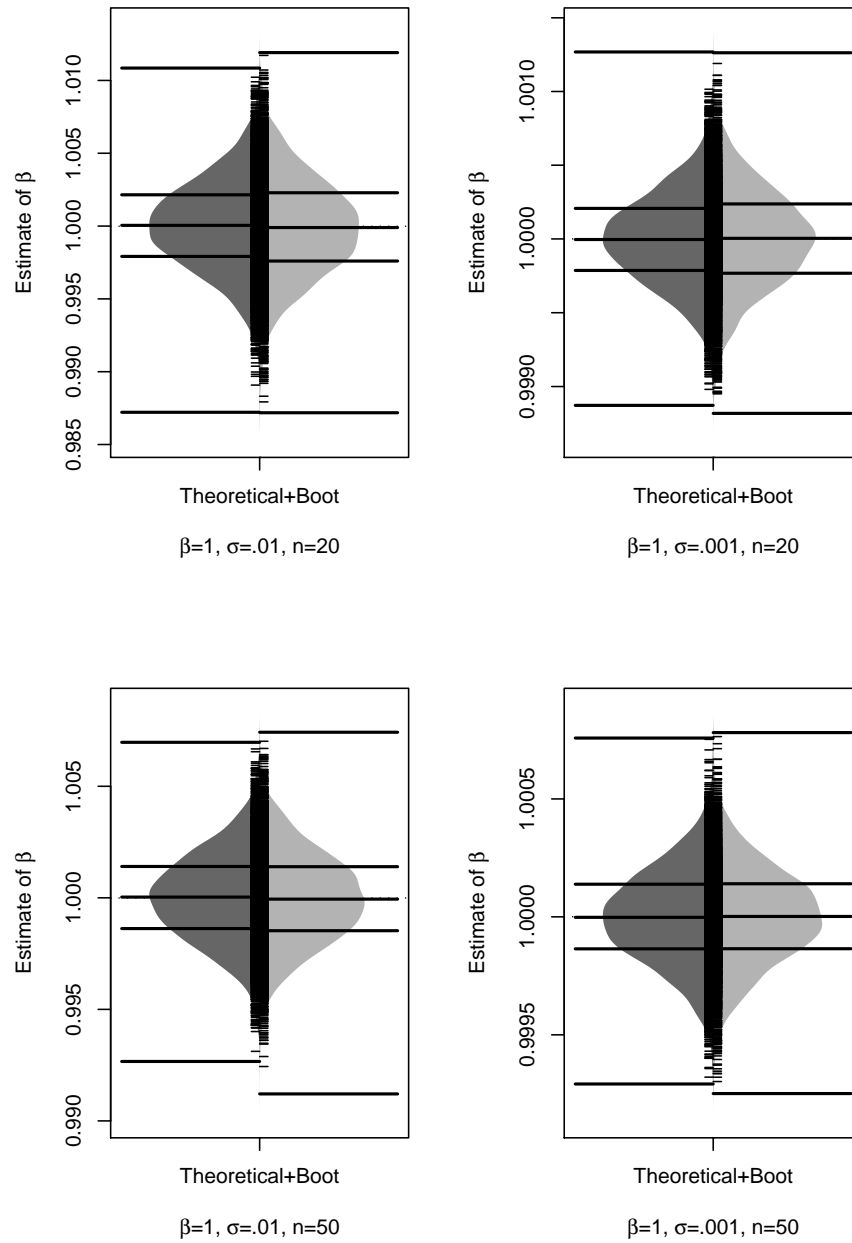 Estimate of β
1.010
1.005
1.000
0.995
0.990
0.985
Theoretical+Boot
β=1, σ=.01, n=20
Estimate of β
1.0010
1.0000
0.9990
Theoretical+Boot
β=1, σ=.001, n=20
Estimate of β
1.005
1.000
0.995
0.990
Theoretical+Boot
β=1, σ=.01, n=50
Estimate of β
1.0005
1.0000
0.9995
Theoretical+Boot
β=1, σ=.001, n=50